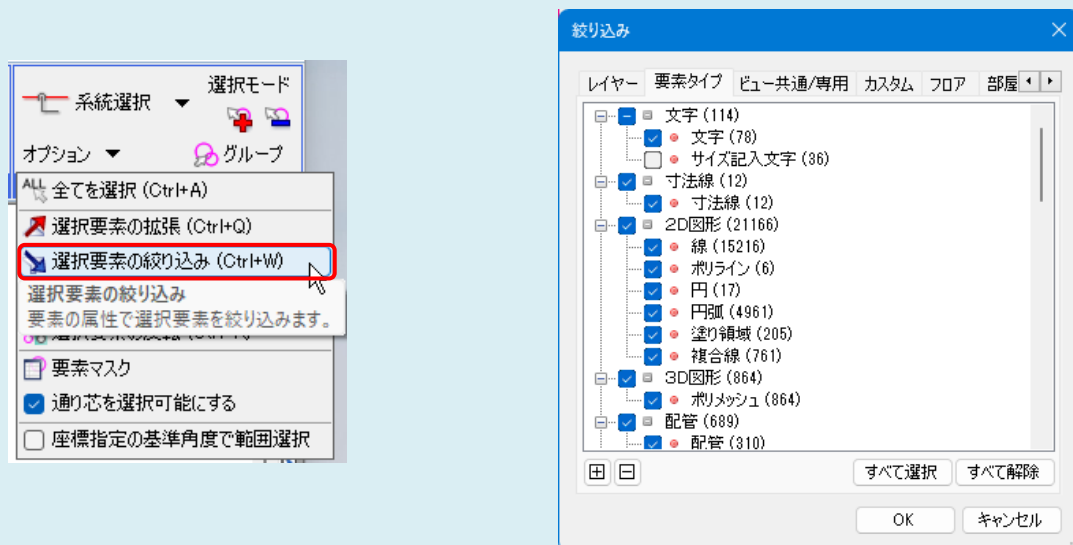 系統選択
選択モード
オプション
グループ
ALL 全てを選択 (Ctrl+A)
選択要素の拡張 (Ctrl+Q)
選択要素の絞り込み (Ctrl+W)
選択要素の絞り込み
要素の属性で選択要素を絞り込みます。
要素マスク
通り芯を選択可能にする
座標指定の基準角度で範囲選択
絞り込み
レイヤー 要素タイプ ビュー共通/専用 カスタム フロア 部屋
文字 (114)
文字 (78)
サイズ記入文字 (36)
寸法線 (12)
寸法線 (12)
2D図形 (21166)
線 (15216)
ポリライン (6)
円 (17)
円弧 (4961)
塗り領域 (205)
複合線 (761)
3D図形 (864)
ポリメッシュ (864)
配管 (689)
配管 (310)
すべて選択 すべて解除
OK キャンセル